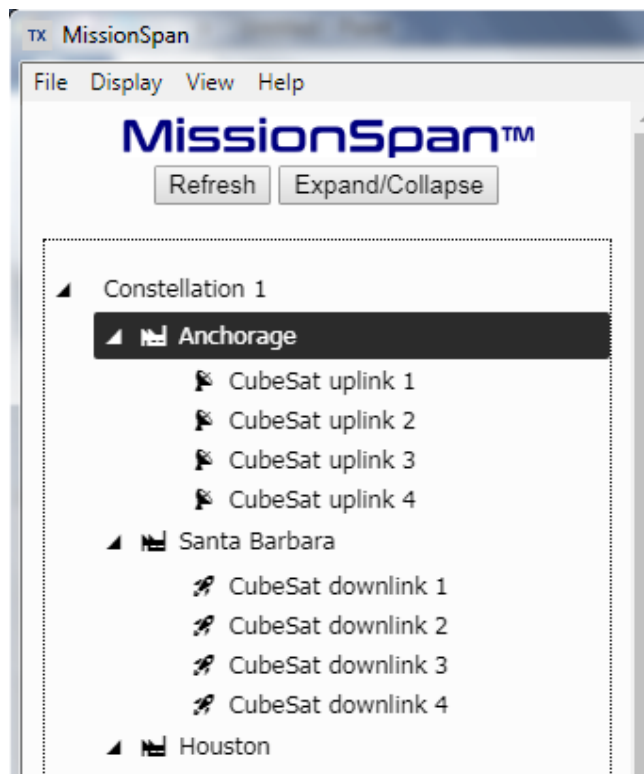 TX MissionSpan
File Display View Help
MissionSpan™
Refresh Expand/Collapse
Constellation 1
Anchorage
CubeSat uplink 1
CubeSat uplink 2
CubeSat uplink 3
CubeSat uplink 4
Santa Barbara
CubeSat downlink 1
CubeSat downlink 2
CubeSat downlink 3
CubeSat downlink 4
Houston